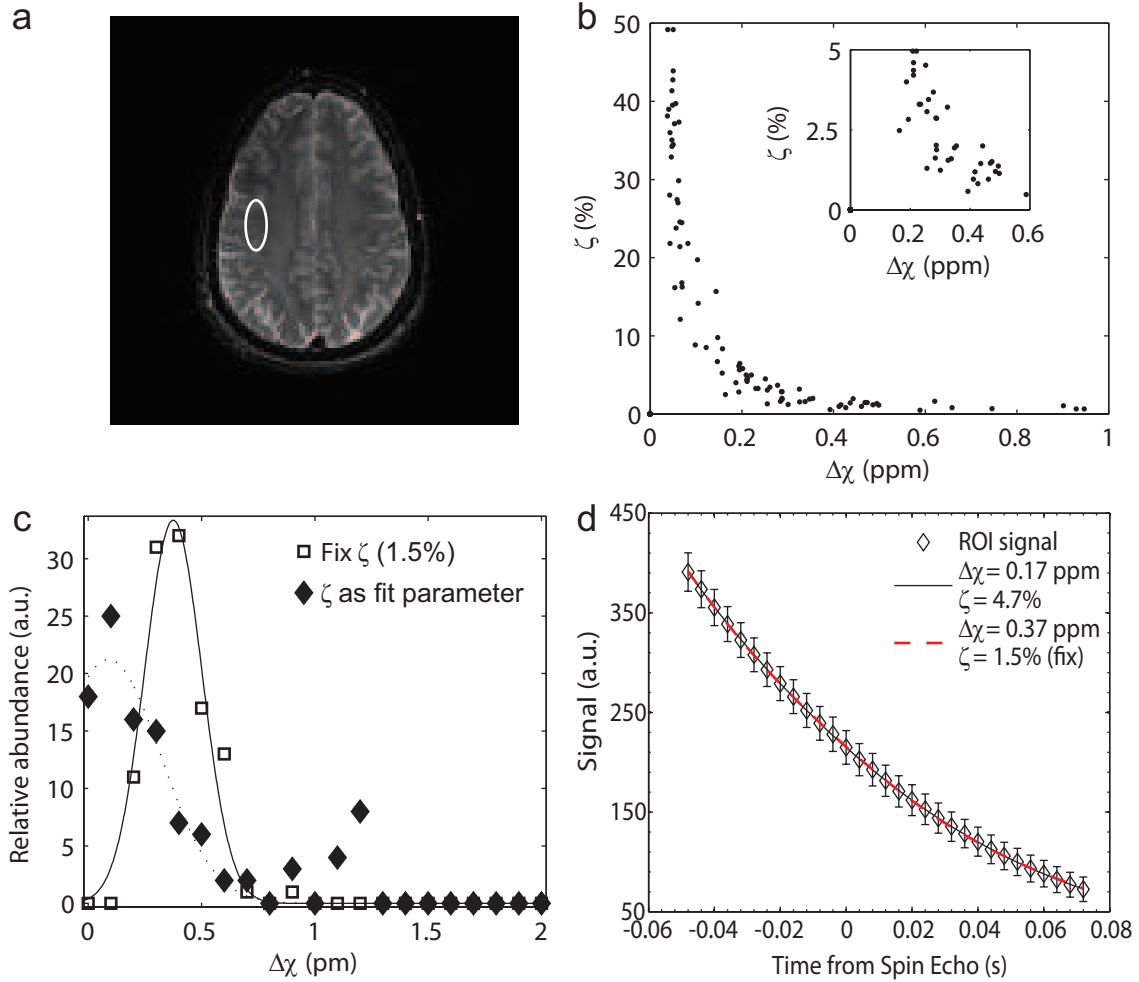 a
b
50
40
30
20
10
0
ζ (%)
0
0.2
0.4
0.6
0.8
1
Δχ (ppm)
5
2.5
0
ζ (%)
0
0.2
0.4
0.6
Δχ (ppm)
c
30
25
20
15
10
5
0
Relative abundance (a.u.)
Fix ζ (1.5%)
ζ as fit parameter
0
0.5
1
1.5
2
Δχ (pm)
d
450
350
250
150
50
Signal (a.u.)
ROI signal
Δχ = 0.17 ppm
ζ = 4.7%
Δχ = 0.37 ppm
ζ = 1.5% (fix)
-0.06
-0.04
-0.02
0
0.02
0.04
0.06
0.08
Time from Spin Echo (s)